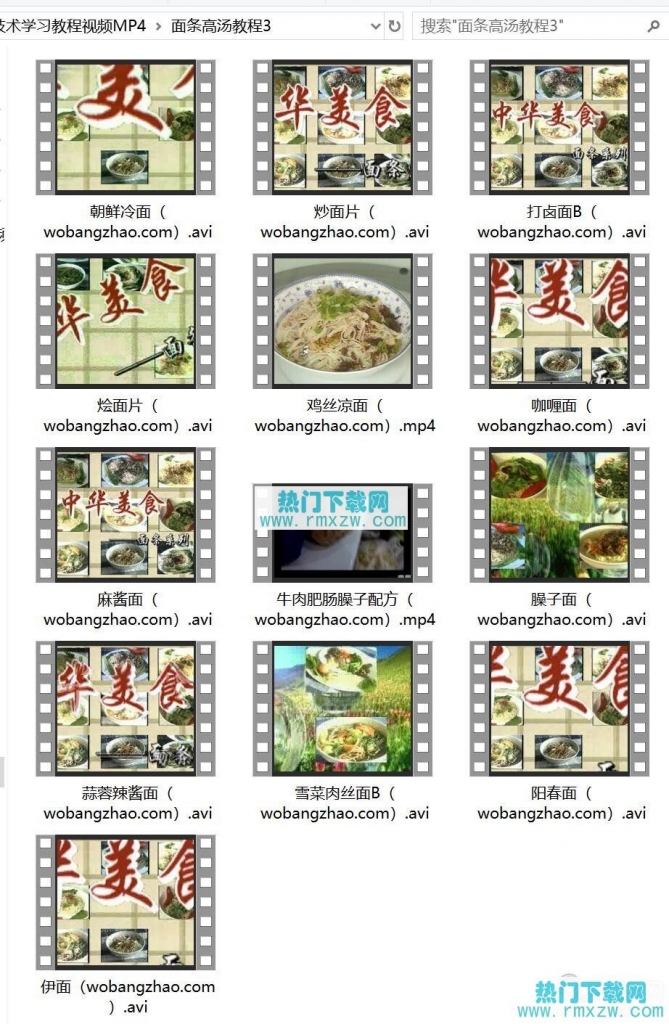 技术学习教程视频MP4 › 面条高汤教程3
搜索"面条高汤教程3"
美
华美食
面条
中华美食
面条系列
朝鲜冷面（
wobangzhao.com）.avi
炒面片（
wobangzhao.com）.avi
打卤面B（
wobangzhao.com）.avi
华美食
面
华美食
烩面片（
wobangzhao.com）.avi
鸡丝凉面（
wobangzhao.com）.mp4
咖喱面（
wobangzhao.com）.avi
中华美食
面条系列
热门下载网
www.rmxzw.com
麻酱面（
wobangzhao.com）.avi
牛肉肥肠臊子配方（
wobangzhao.com）.mp4
臊子面（
wobangzhao.com）.avi
华美食
面条
美食
蒜蓉辣酱面（
wobangzhao.com）.avi
雪菜肉丝面B（
wobangzhao.com）.avi
阳春面（
wobangzhao.com）.avi
美食
伊面（wobangzhao.com
）.avi
热门下载网
www.rmxzw.com